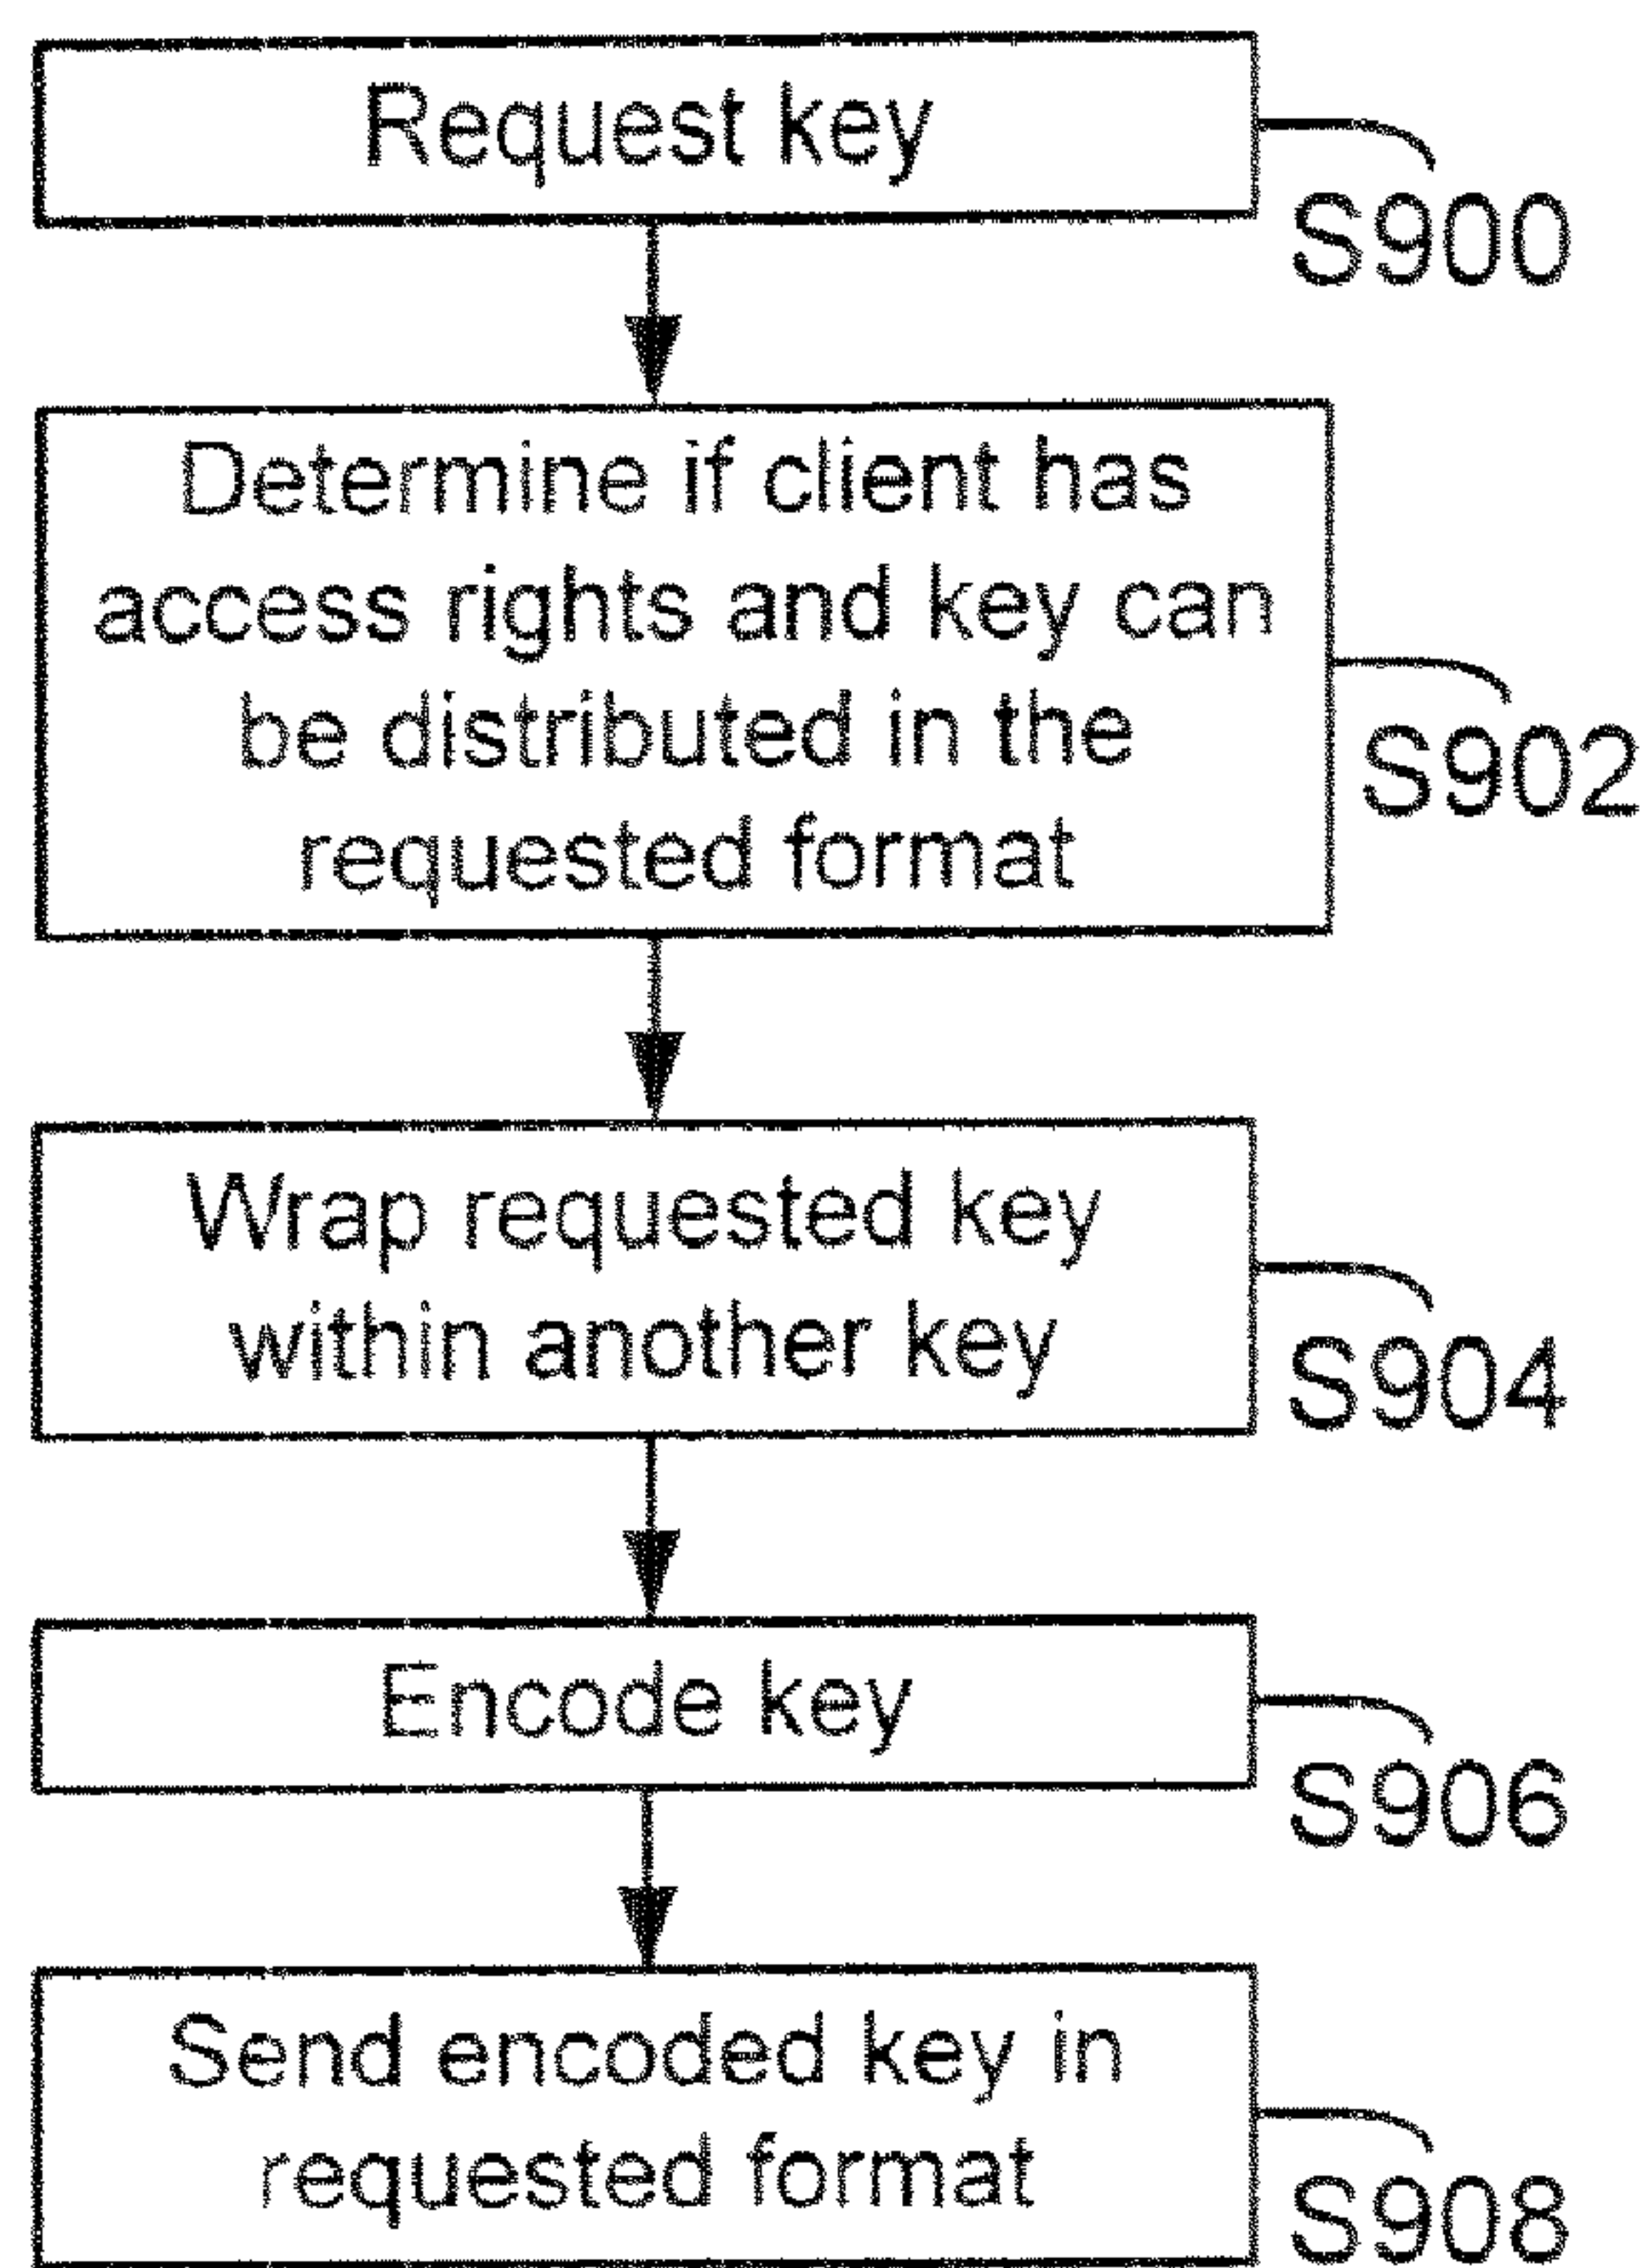 Request key
S900
Determine if client has
access rights and key can
be distributed in the
requested format
S902
Wrap requested key
within another key
S904
Encode key
S906
Send encoded key in
requested format
S908